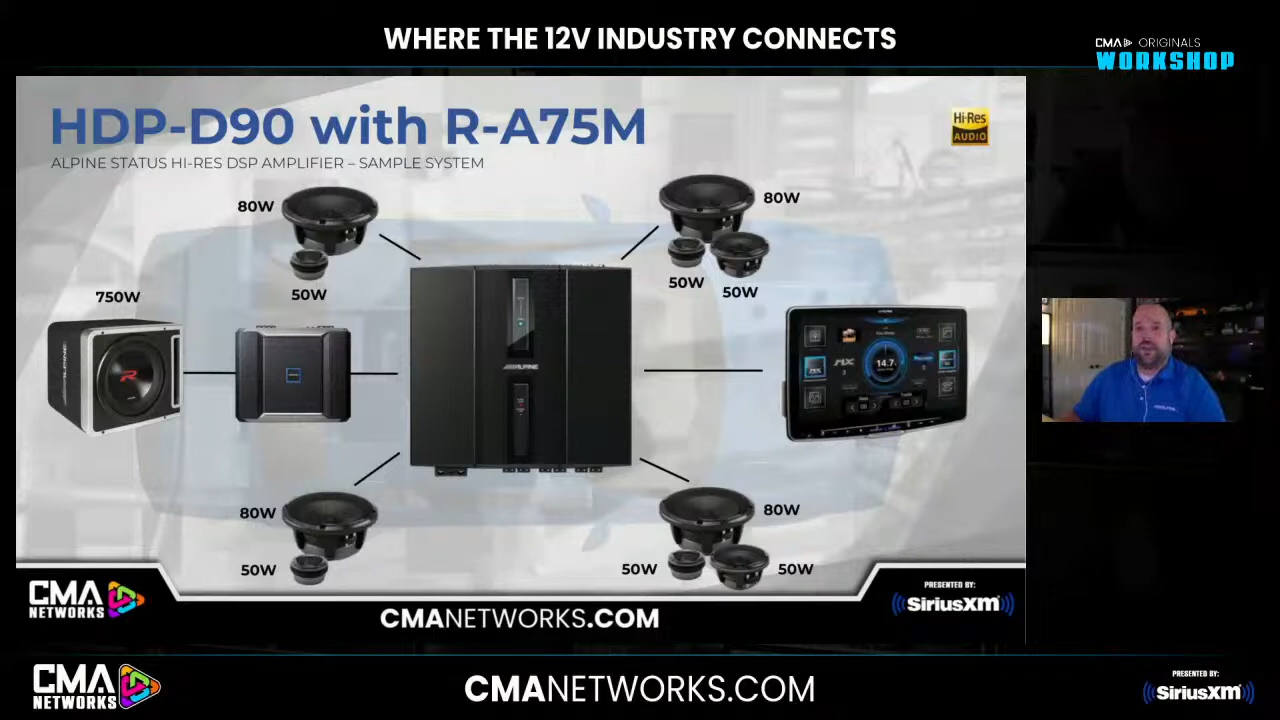 WHERE THE 12V INDUSTRY CONNECTS
CMA ORIGINALS
WORKSHOP
HDP-D90 with R-A75M
ALPINE STATUS HI-RES DSP AMPLIFIER – SAMPLE SYSTEM
Hi-Res
AUDIO
80W
80W
50W
50W
50W
750W
ALPINE
R
ALPINE
14.7
80W
80W
50W
50W
50W
CMA
NETWORKS
CMANETWORKS.COM
PRESENTED BY:
SiriusXM
CMA
NETWORKS
CMANETWORKS.COM
PRESENTED BY:
SiriusXM